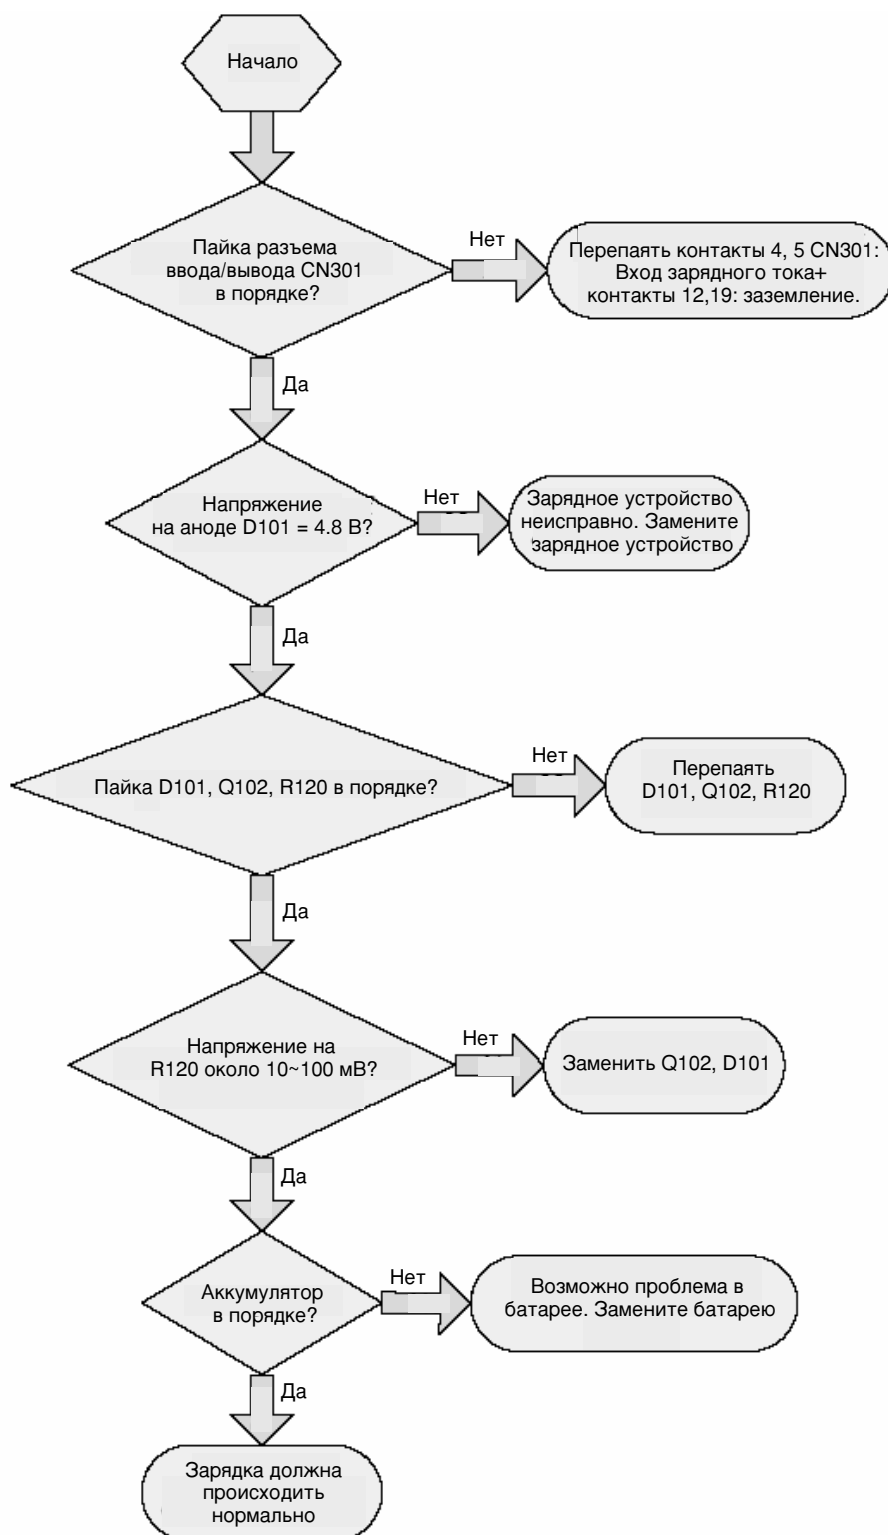 Начало
Пайка разъема
ввода/вывода CN301
в порядке?
Нет
Перепаять контакты 4, 5 CN301:
Вход зарядного тока+
контакты 12,19: заземление.
Да
Напряжение
на аноде D101 = 4.8 В?
Нет
Зарядное устройство
неисправно. Замените
зарядное устройство
Да
Пайка D101, Q102, R120 в порядке?
Нет
Перепаять
D101, Q102, R120
Да
Напряжение на
R120 около 10~100 мВ?
Нет
Заменить Q102, D101
Да
Аккумулятор
в порядке?
Нет
Возможно проблема в
батарее. Замените батарею
Да
Зарядка должна
происходить
нормально